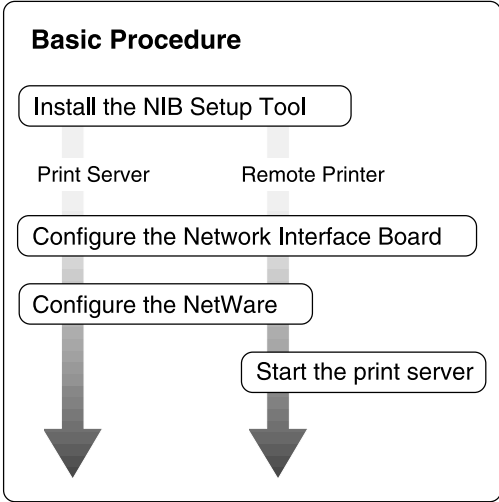 Basic Procedure
Install the NIB Setup Tool
Print Server
Remote Printer
Configure the Network Interface Board
Configure the NetWare
Start the print server